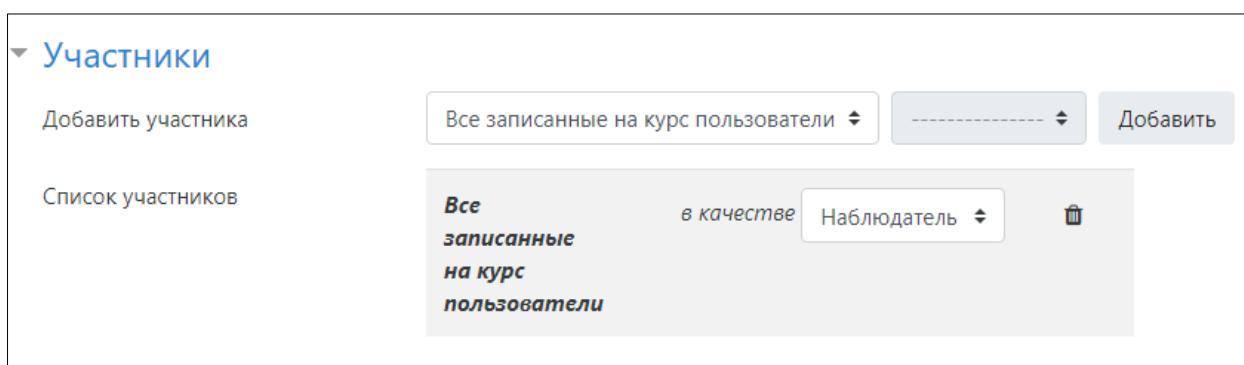 Участники
Добавить участника Все записанные на курс пользователи --------------- Добавить
Список участников Все записанные на курс пользователи в качестве Наблюдатель